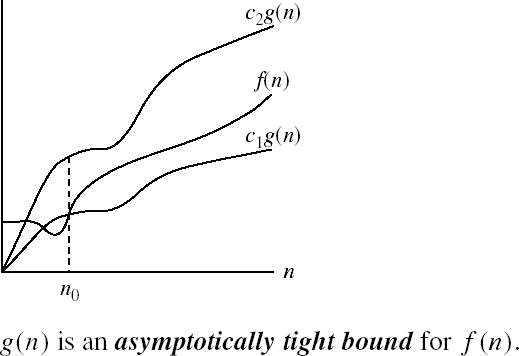 c₂g(n)
f(n)
c₁g(n)
n
n₀
g(n) is an asymptotically tight bound for f(n).